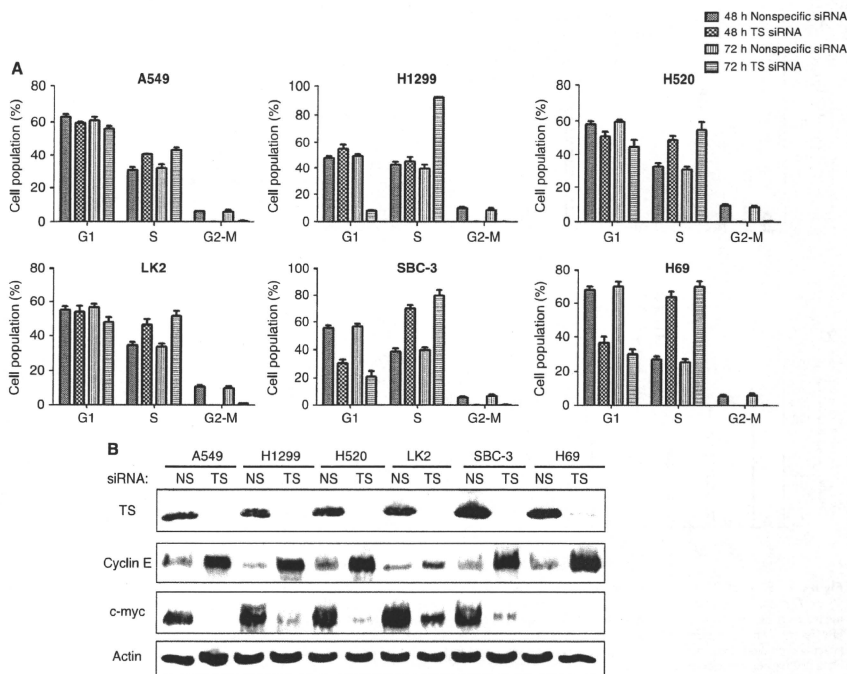 48 h Nonspecific siRNA
48 h TS siRNA
72 h Nonspecific siRNA
72 h TS siRNA
A
A549
Cell population (%)
80
60
40
20
0
G1 S G2-M
H1299
Cell population (%)
100
80
60
40
20
0
G1 S G2-M
H520
Cell population (%)
80
60
40
20
0
G1 S G2-M
LK2
Cell population (%)
80
60
40
20
0
G1 S G2-M
SBC-3
Cell population (%)
100
80
60
40
20
0
G1 S G2-M
H69
Cell population (%)
80
60
40
20
0
G1 S G2-M
B
A549 H1299 H520 LK2 SBC-3 H69
siRNA: NS TS NS TS NS TS NS TS NS TS NS TS
TS
Cyclin E
c-myc
Actin